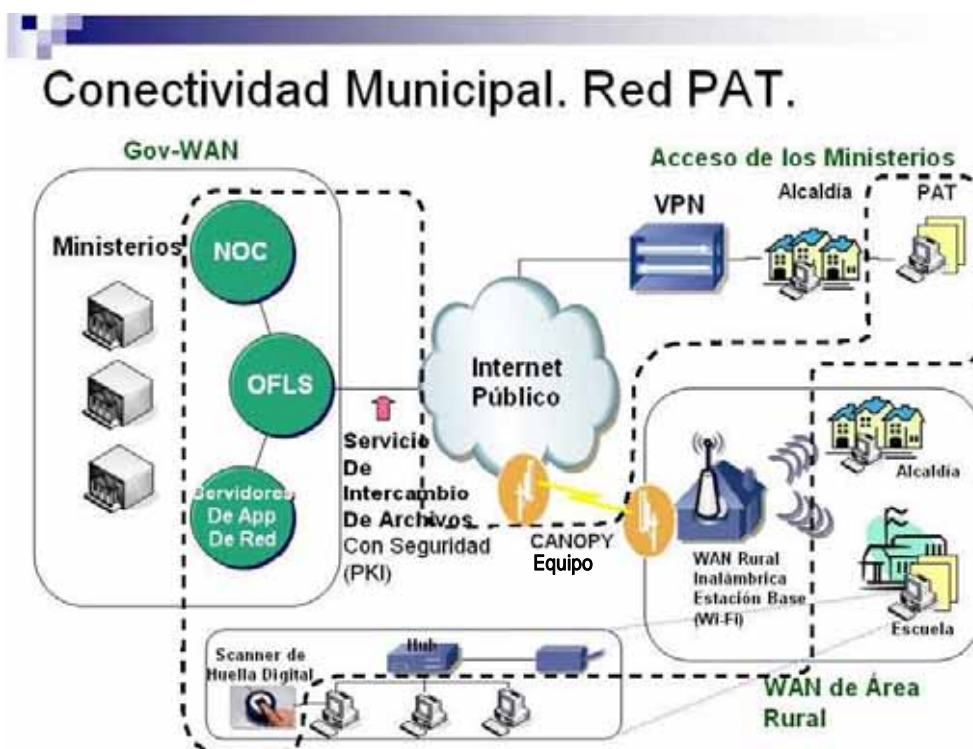 Conectividad Municipal. Red PAT.
Gov-WAN
Ministerios
NOC
OFLS
Servidores
De App
De Red
Servicio
De
Intercambio
De Archivos
Con Seguridad
(PKI)
Internet
Público
Acceso de los Ministerios
VPN
Alcaldía
PAT
CANOPY
Equipo
WAN Rural
Inalámbrica
Estación Base
(Wi-Fi)
Alcaldía
Escuela
WAN de Área
Rural
Scanner de
Huella Digital
Hub